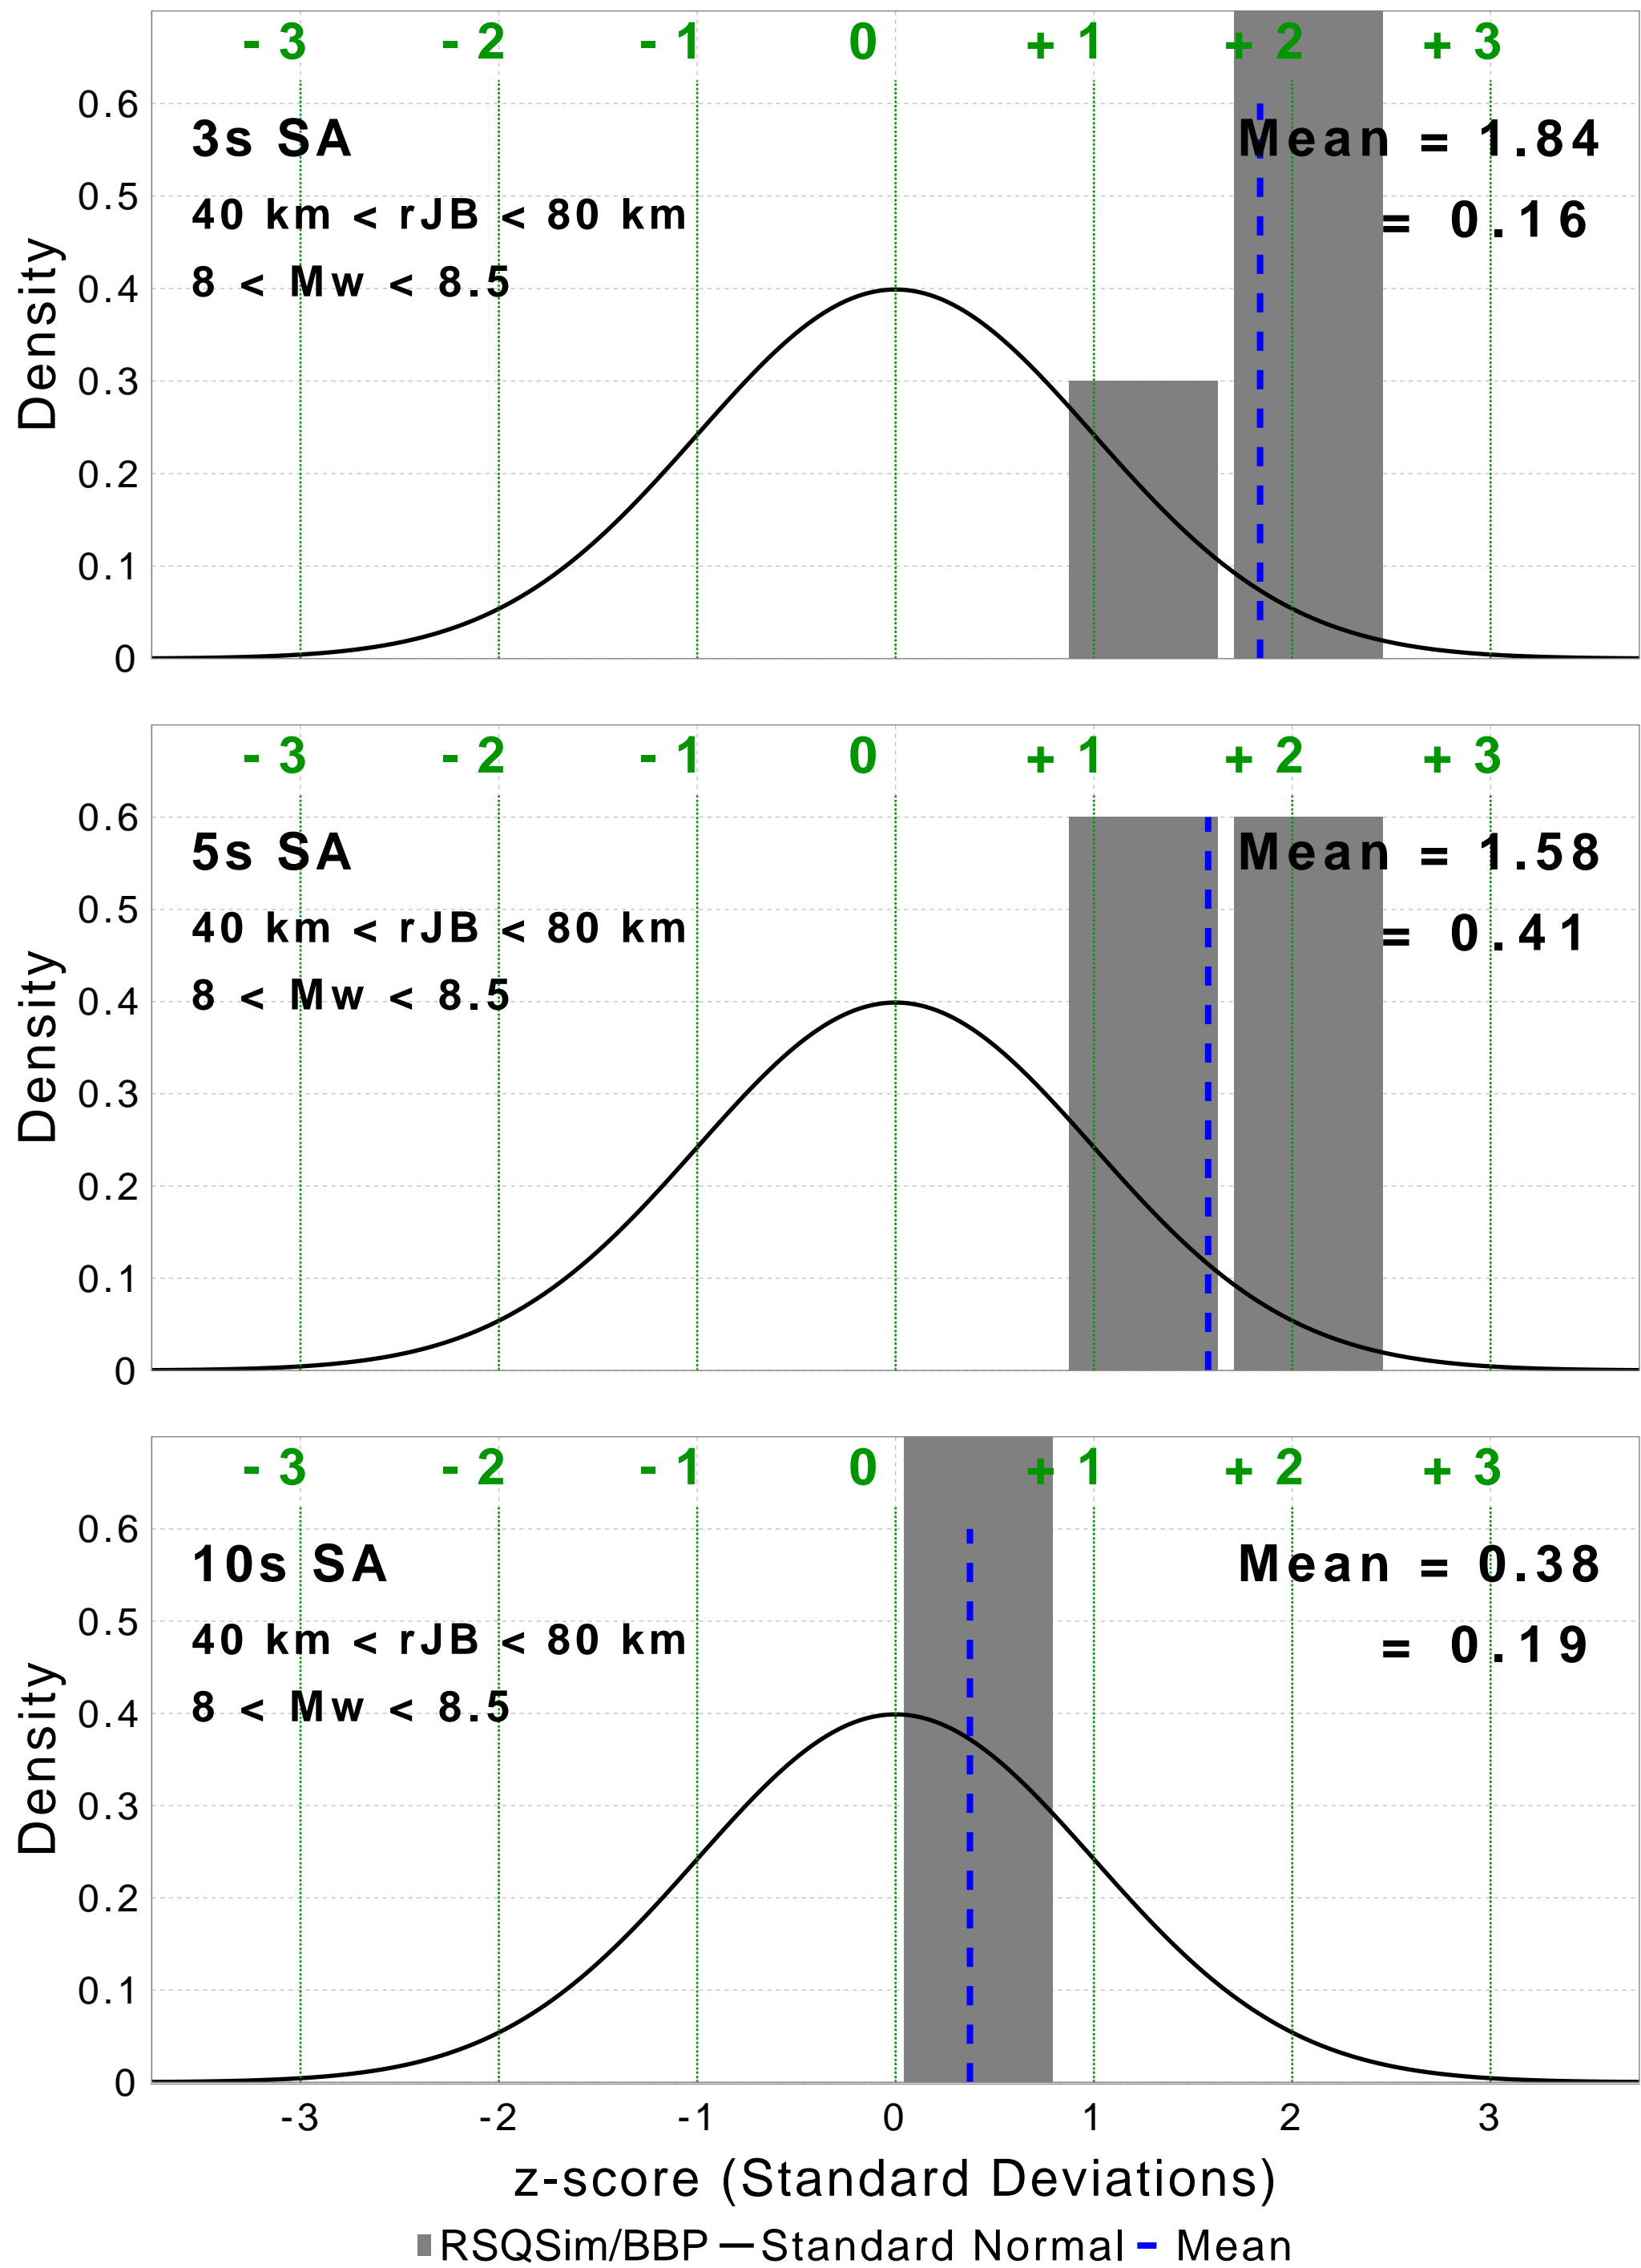 - 3 - 2 - 1 0 + 1 + 2 + 3
0.6
0.5
0.4
0.3
0.2
0.1
0
Density
3s SA
40 km < rJB < 80 km
8 < Mw < 8.5
Mean = 1.84
= 0.16
- 3 - 2 - 1 0 + 1 + 2 + 3
0.6
0.5
0.4
0.3
0.2
0.1
0
Density
5s SA
40 km < rJB < 80 km
8 < Mw < 8.5
Mean = 1.58
= 0.41
- 3 - 2 - 1 0 + 1 + 2 + 3
0.6
0.5
0.4
0.3
0.2
0.1
0
Density
10s SA
40 km < rJB < 80 km
8 < Mw < 8.5
Mean = 0.38
= 0.19
-3 -2 -1 0 1 2 3
z-score (Standard Deviations)
RSQSim/BBP Standard Normal Mean